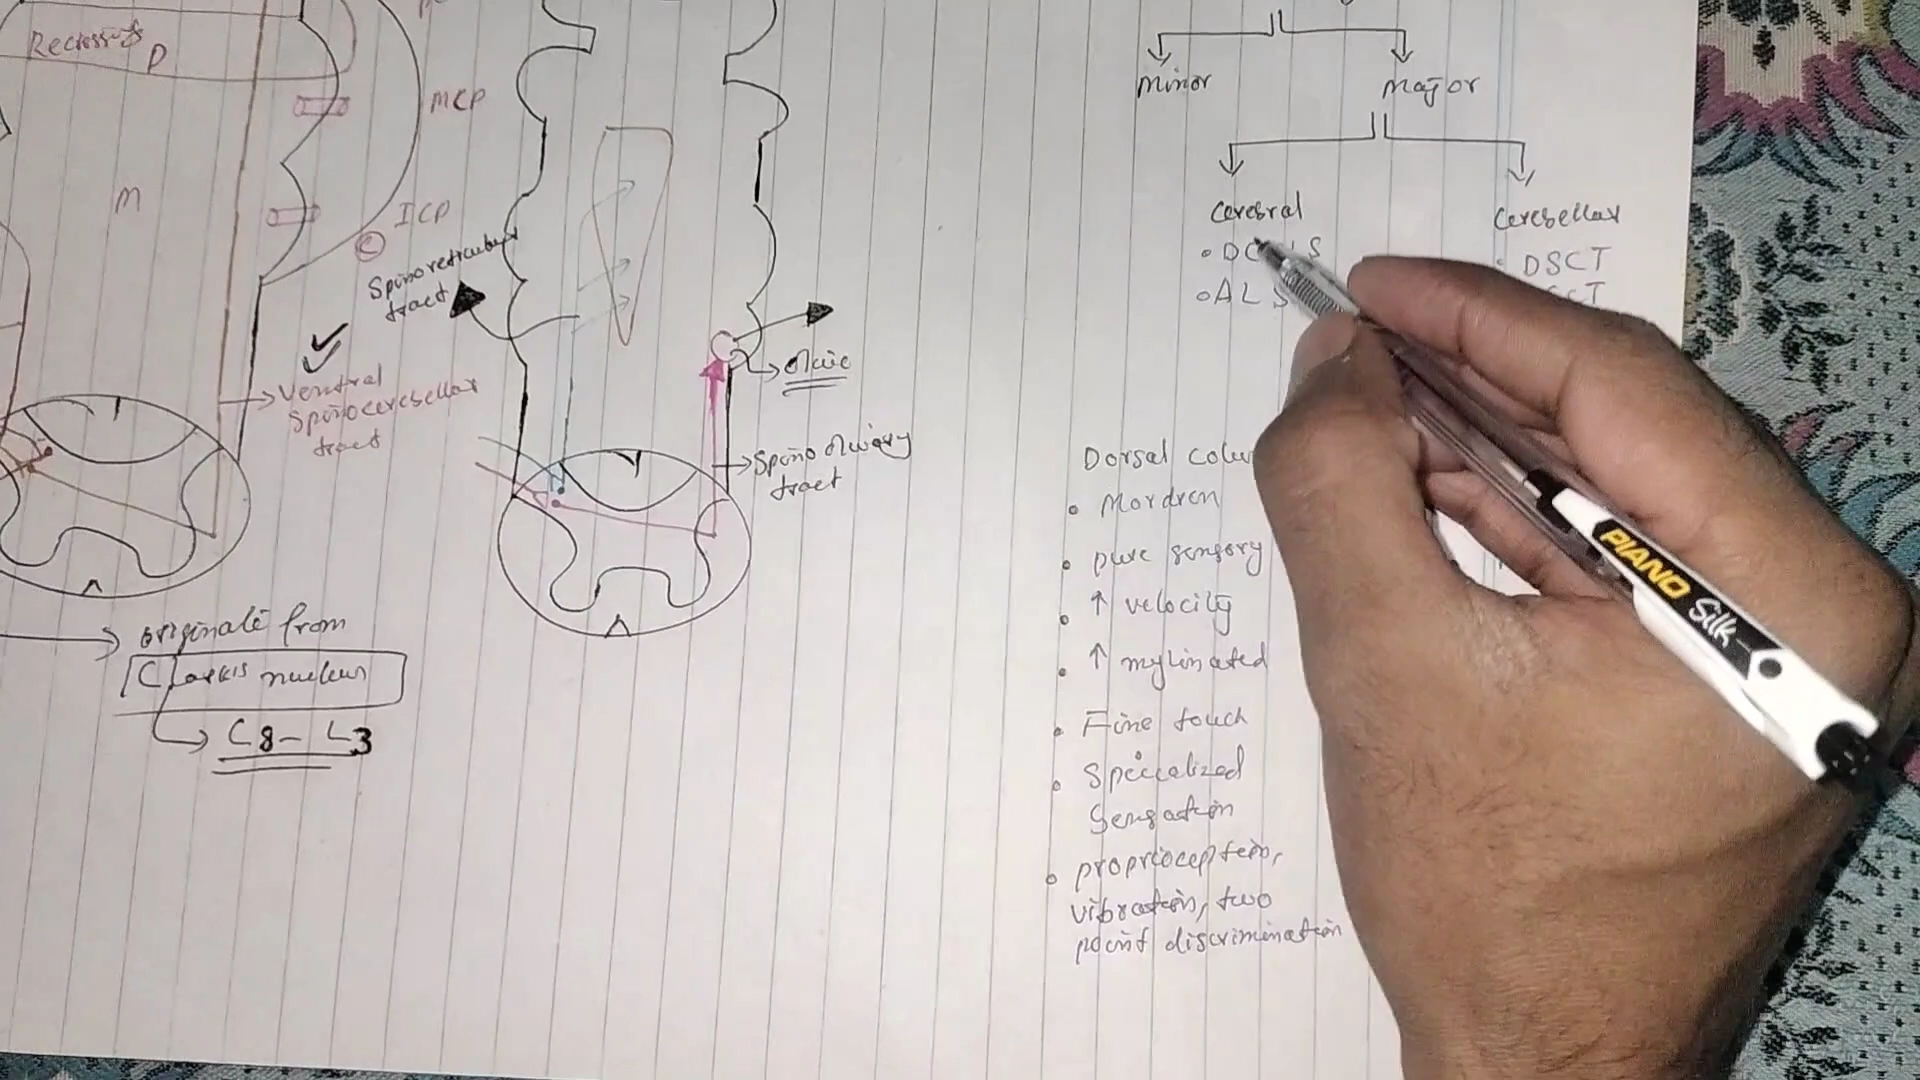 Recessus
P
M
MCP
ICP
C
Spinoreticular
tract
Ventral
Spinocerebellar
tract
originate from
Clarkis nucleus
C8 - L3
olive
Spino olivary
tract
Minor
Major
Cerebral
Cerebellar
DSCT
ALS
Dorsal colu
Mordren
pure sensory
↑ velocity
↑ mylinated
Fine touch
Specialized
Sensation
proprioception,
vibration, two
point discrimination
PIANO Silk